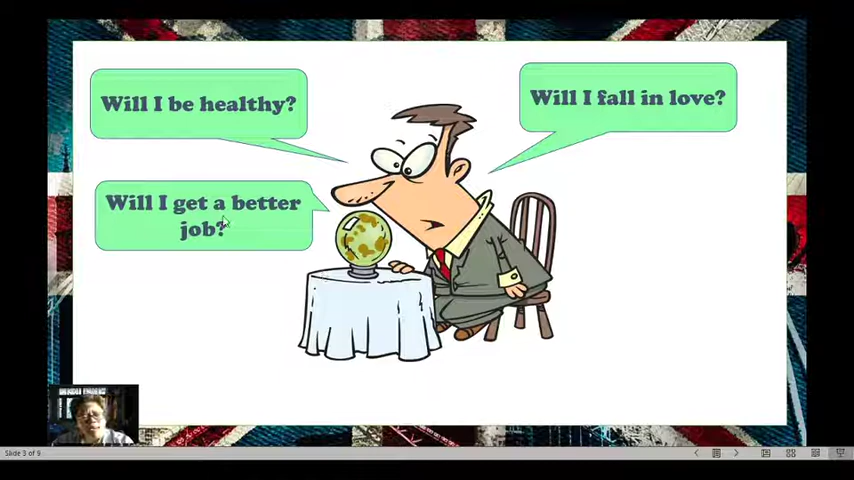 Will I be healthy?
Will I fall in love?
Will I get a better
job?
Slide 3 of 9